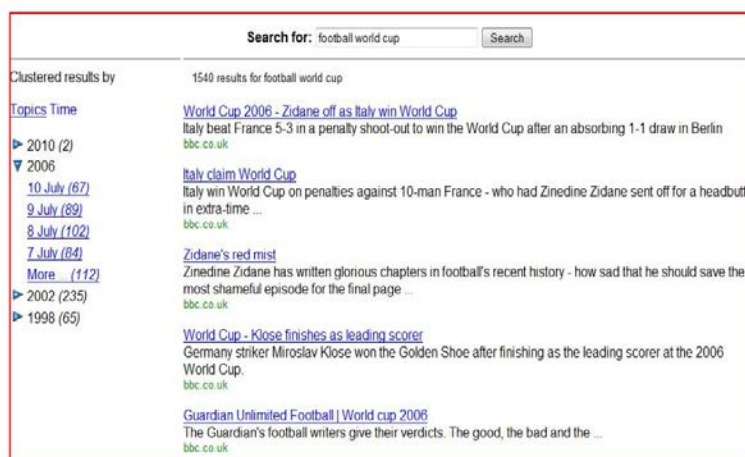 Search for: football world cup Search
Clustered results by
Topics Time
2010 (2)
2006
10 July (67)
9 July (89)
8 July (102)
7 July (84)
More ... (112)
2002 (235)
1998 (65)
1540 results for football world cup
World Cup 2006 - Zidane off as Italy win World Cup
Italy beat France 5-3 in a penalty shoot-out to win the World Cup after an absorbing 1-1 draw in Berlin
bbc.co.uk
Italy claim World Cup
Italy win World Cup on penalties against 10-man France - who had Zinedine Zidane sent off for a headbutt
in extra-time ...
bbc.co.uk
Zidane's red mist
Zinedine Zidane has written glorious chapters in football's recent history - how sad that he should save the
most shameful episode for the final page ...
bbc.co.uk
World Cup - Klose finishes as leading scorer
Germany striker Miroslav Klose won the Golden Shoe after finishing as the leading scorer at the 2006
World Cup.
bbc.co.uk
Guardian Unlimited Football | World cup 2006
The Guardian's football writers give their verdicts. The good, the bad and the ...
bbc.co.uk